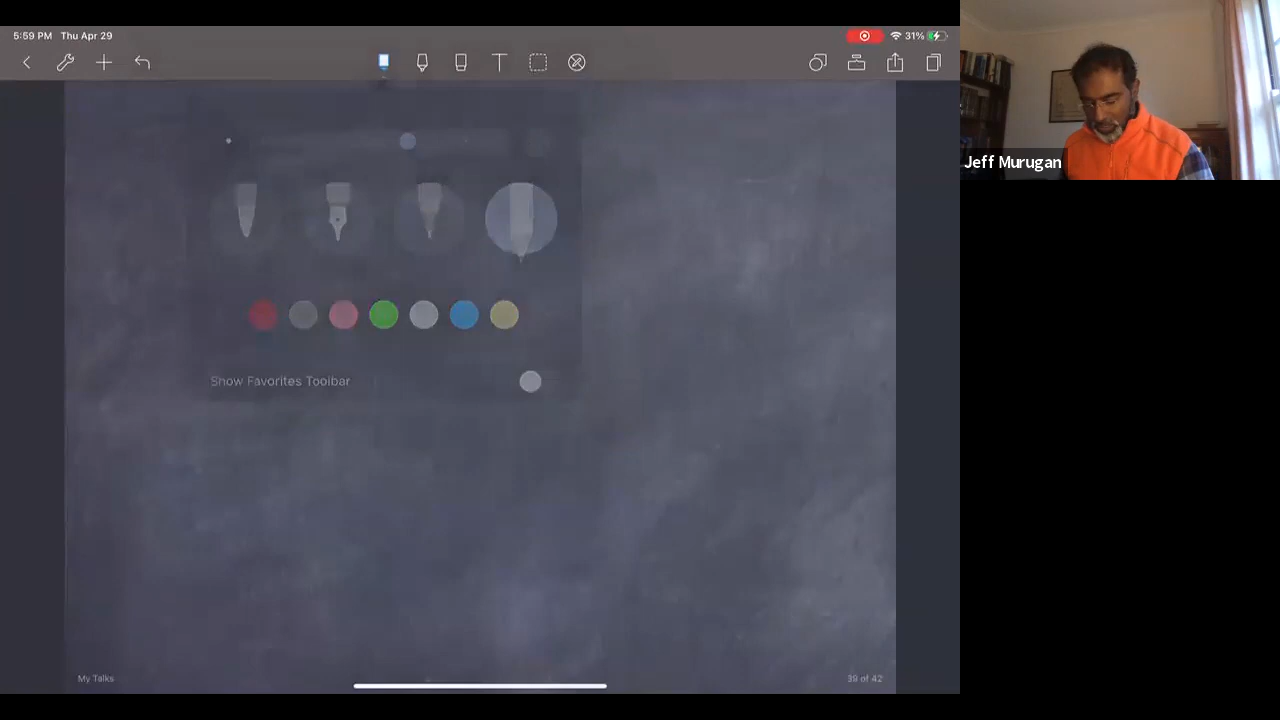 5:59 PM Thu Apr 29
31%
T
Jeff Murugan
Show Favorites Toolbar
My Talks
39 of 42